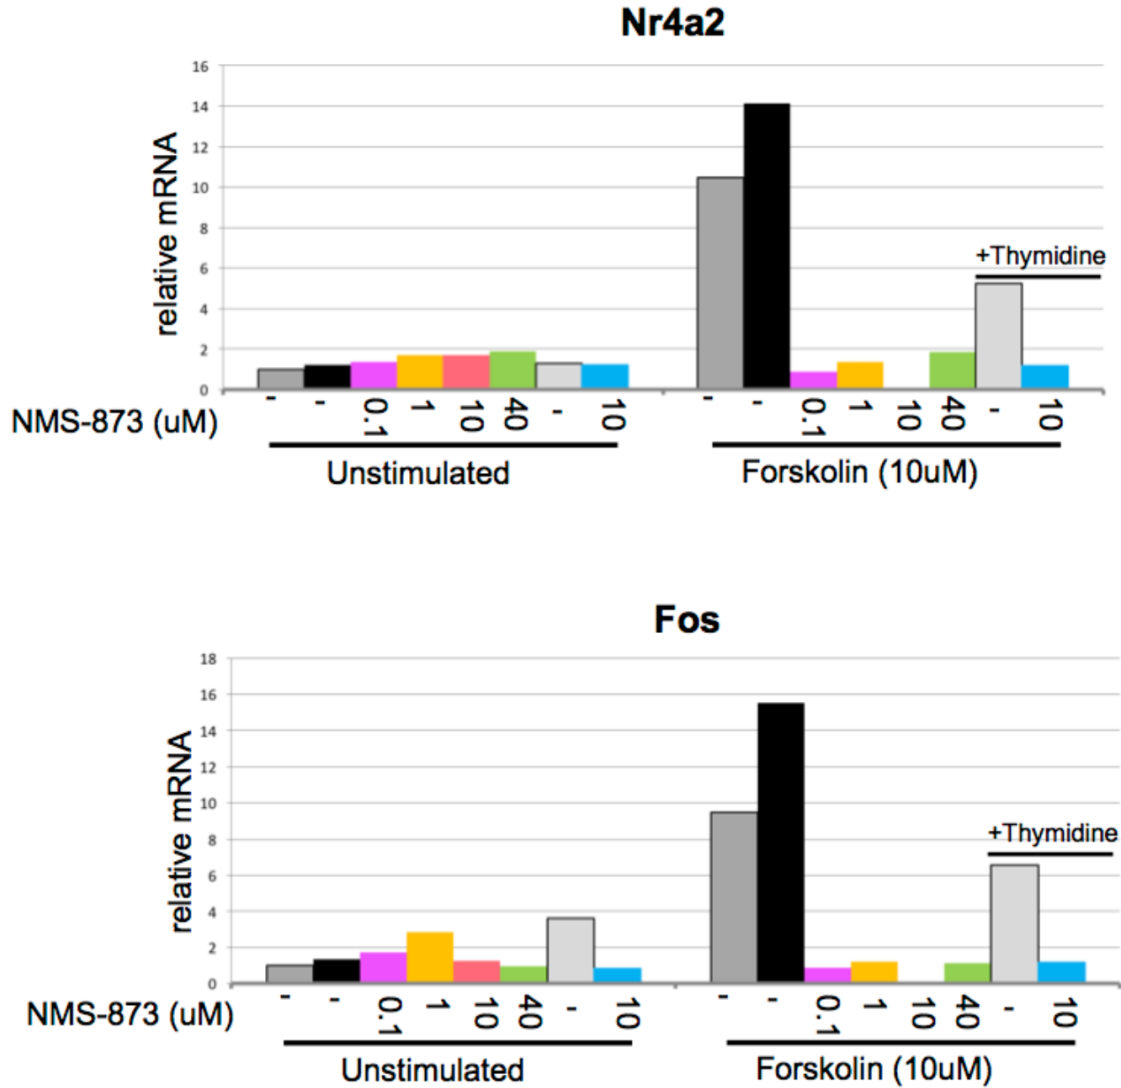 Nr4a2
16
14
12
10
8
6
4
2
0
relative mRNA
+Thymidine
NMS-873 (uM) - - 0.1 1 10 40 - 10 - - 0.1 1 10 40 - 10
Unstimulated Forskolin (10uM)
Fos
18
16
14
12
10
8
6
4
2
0
relative mRNA
+Thymidine
NMS-873 (uM) - - 0.1 1 10 40 - 10 - - 0.1 1 10 40 - 10
Unstimulated Forskolin (10uM)